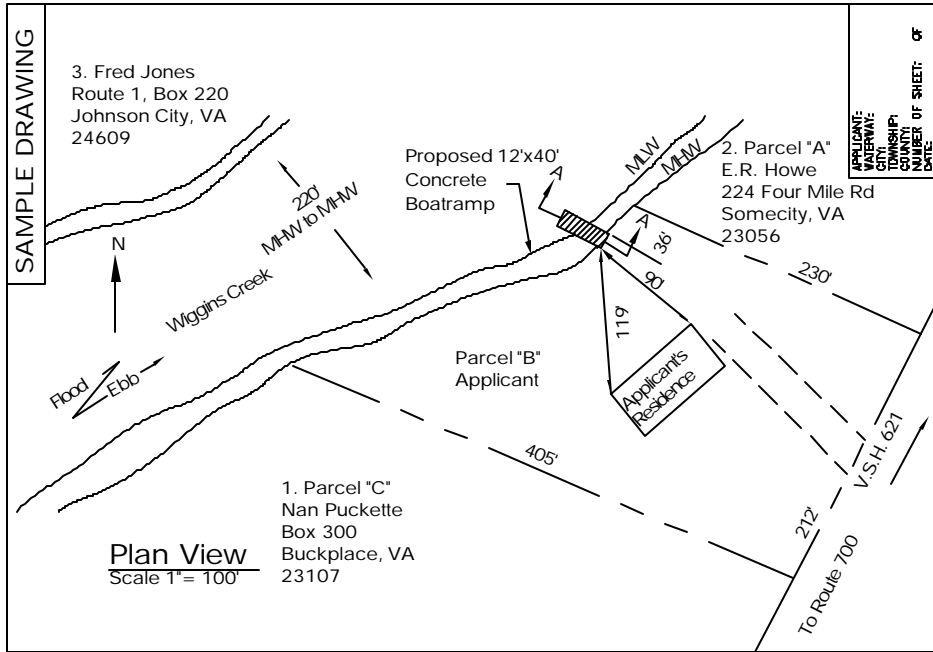 SAMPLE DRAWING
3. Fred Jones
Route 1, Box 220
Johnson City, VA
24609
APPLICANT:
WATERWAY:
CITY:
TOWNSHIP:
COUNTY:
NUMBER OF SHEET: OF
DATE:
Proposed 12'x40'
Concrete
Boatramp
A
MLW
MHW
2. Parcel "A"
E.R. Howe
224 Four Mile Rd
Somecity, VA
23056
A
36'
220'
MHW to MHW
N
Wiggins Creek
90'
230'
119'
Flood
Ebb
Parcel "B"
Applicant
Applicant's
Residence
405'
V.S.H. 621
212'
To Route 700
1. Parcel "C"
Nan Puckette
Box 300
Buckplace, VA
23107
Plan View
Scale 1"= 100'